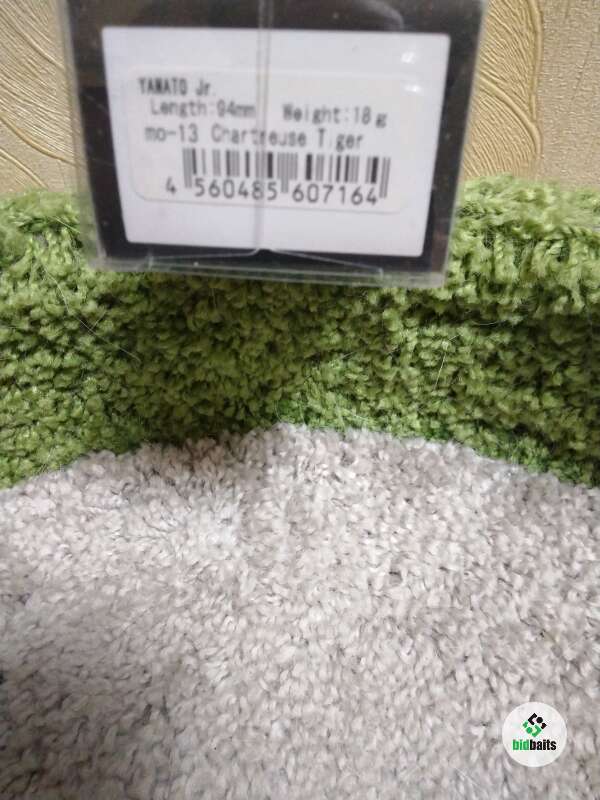 YAMATO Jr.
Length:94mm Weight:18g
mo-13 Chartreuse Tiger
4 560485 607164
bidbaits